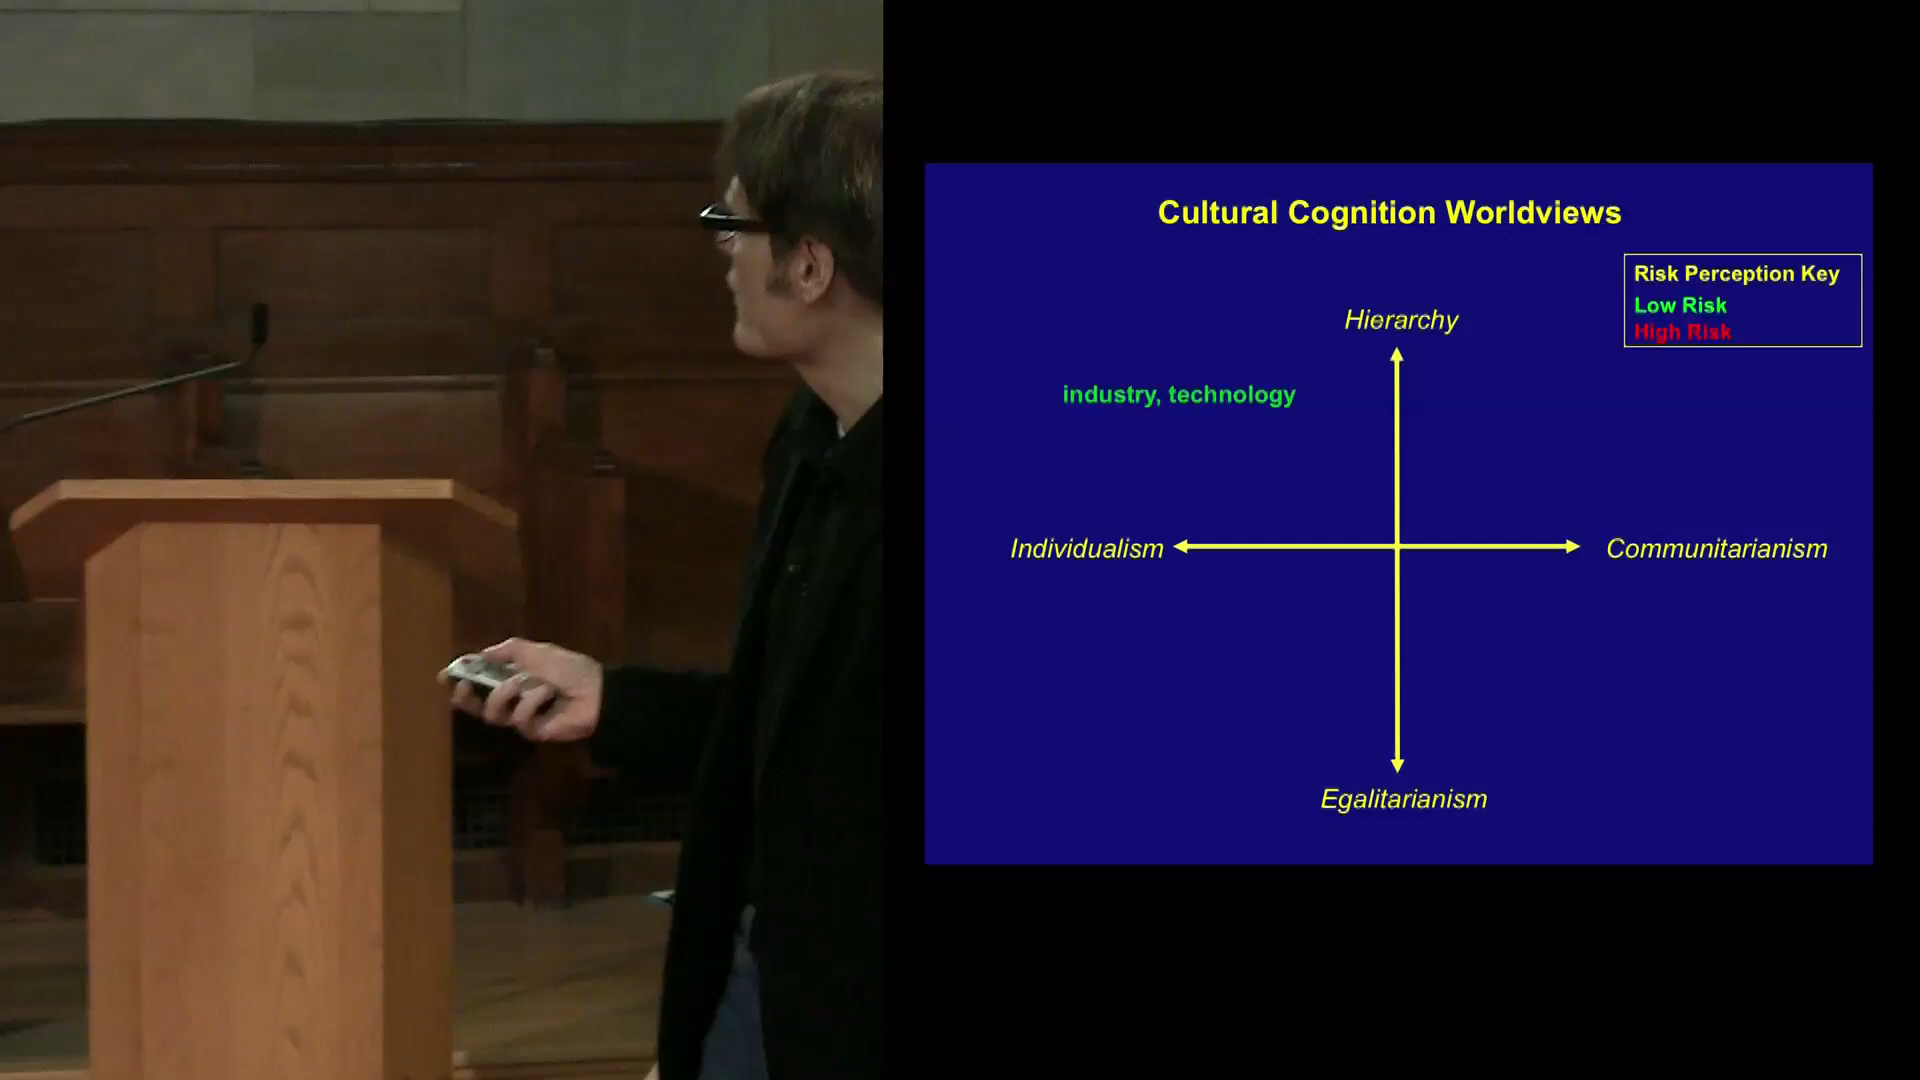 Cultural Cognition Worldviews
Risk Perception Key
Low Risk
High Risk
Hierarchy
industry, technology
Individualism
Communitarianism
Egalitarianism